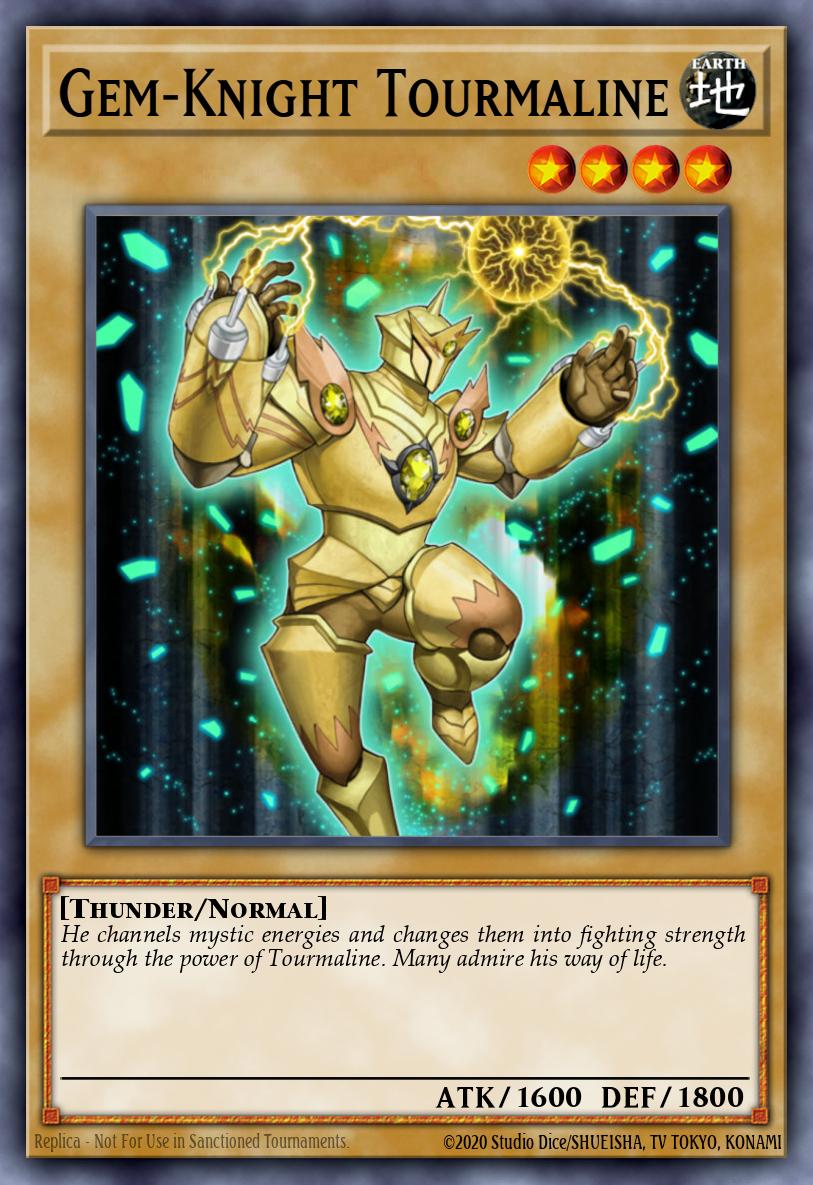 Gem-Knight Tourmaline
EARTH
地
[Thunder/Normal]
He channels mystic energies and changes them into fighting strength
through the power of Tourmaline. Many admire his way of life.
ATK/1600 DEF/1800
Replica - Not For Use in Sanctioned Tournaments.
©2020 Studio Dice/SHUEISHA, TV TOKYO, KONAMI